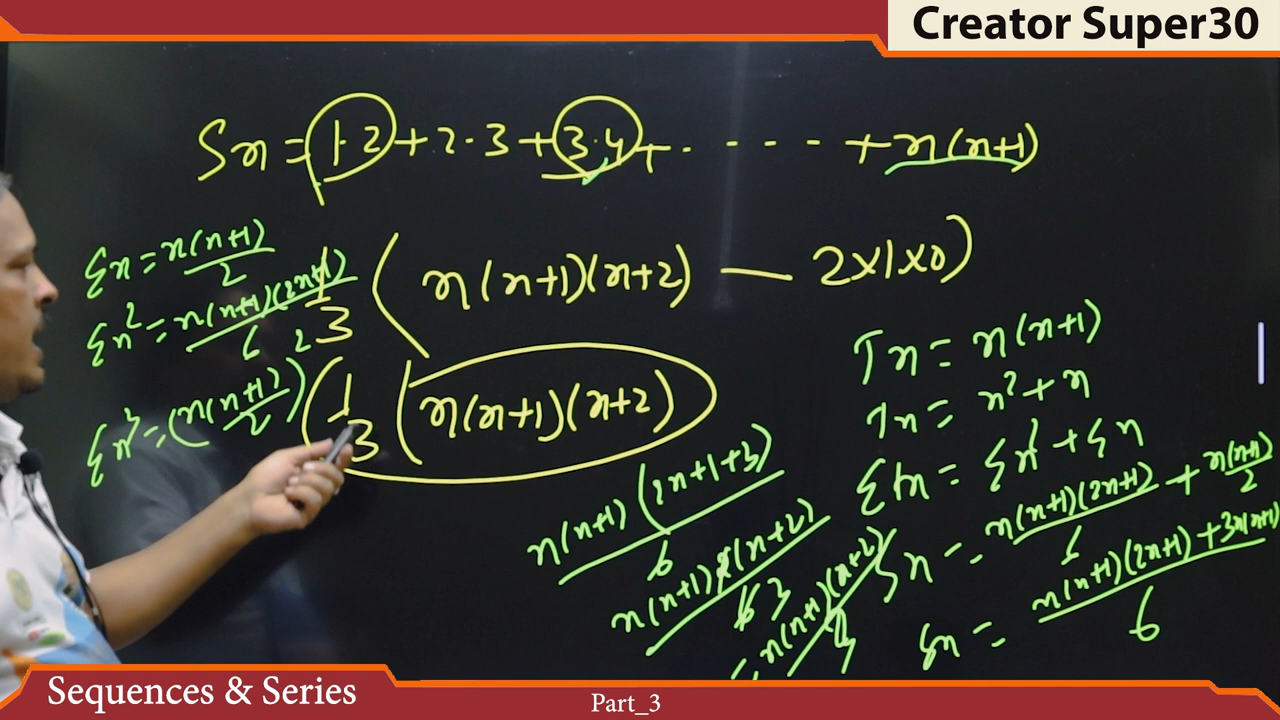 Creator Super30
Sn = 1·2 + 2·3 + 3·4 + · - - - - + n(n+1)
1/3 ( n(n+1)(n+2) — 2x1x0 )
( 1/3 ( n(n+1)(n+2)
Σn = n(n+1)/2
Σn² = n(n+1)(2n+1)/6
Σn³ = (n(n+1)/2)²
Tn = n(n+1)
Tn = n² + n
Σtn = Σn² + Σn
Sn = n(n+1)(2n+1)/6 + n(n+1)/2
Sn = n(n+1)(2n+1) + 3n(n+1)/6
n(n+1)(2n+1+3)/6
n(n+1)2(n+2)/6 3
= n(n+1)(n+2)/3
Sequences & Series
Part_3